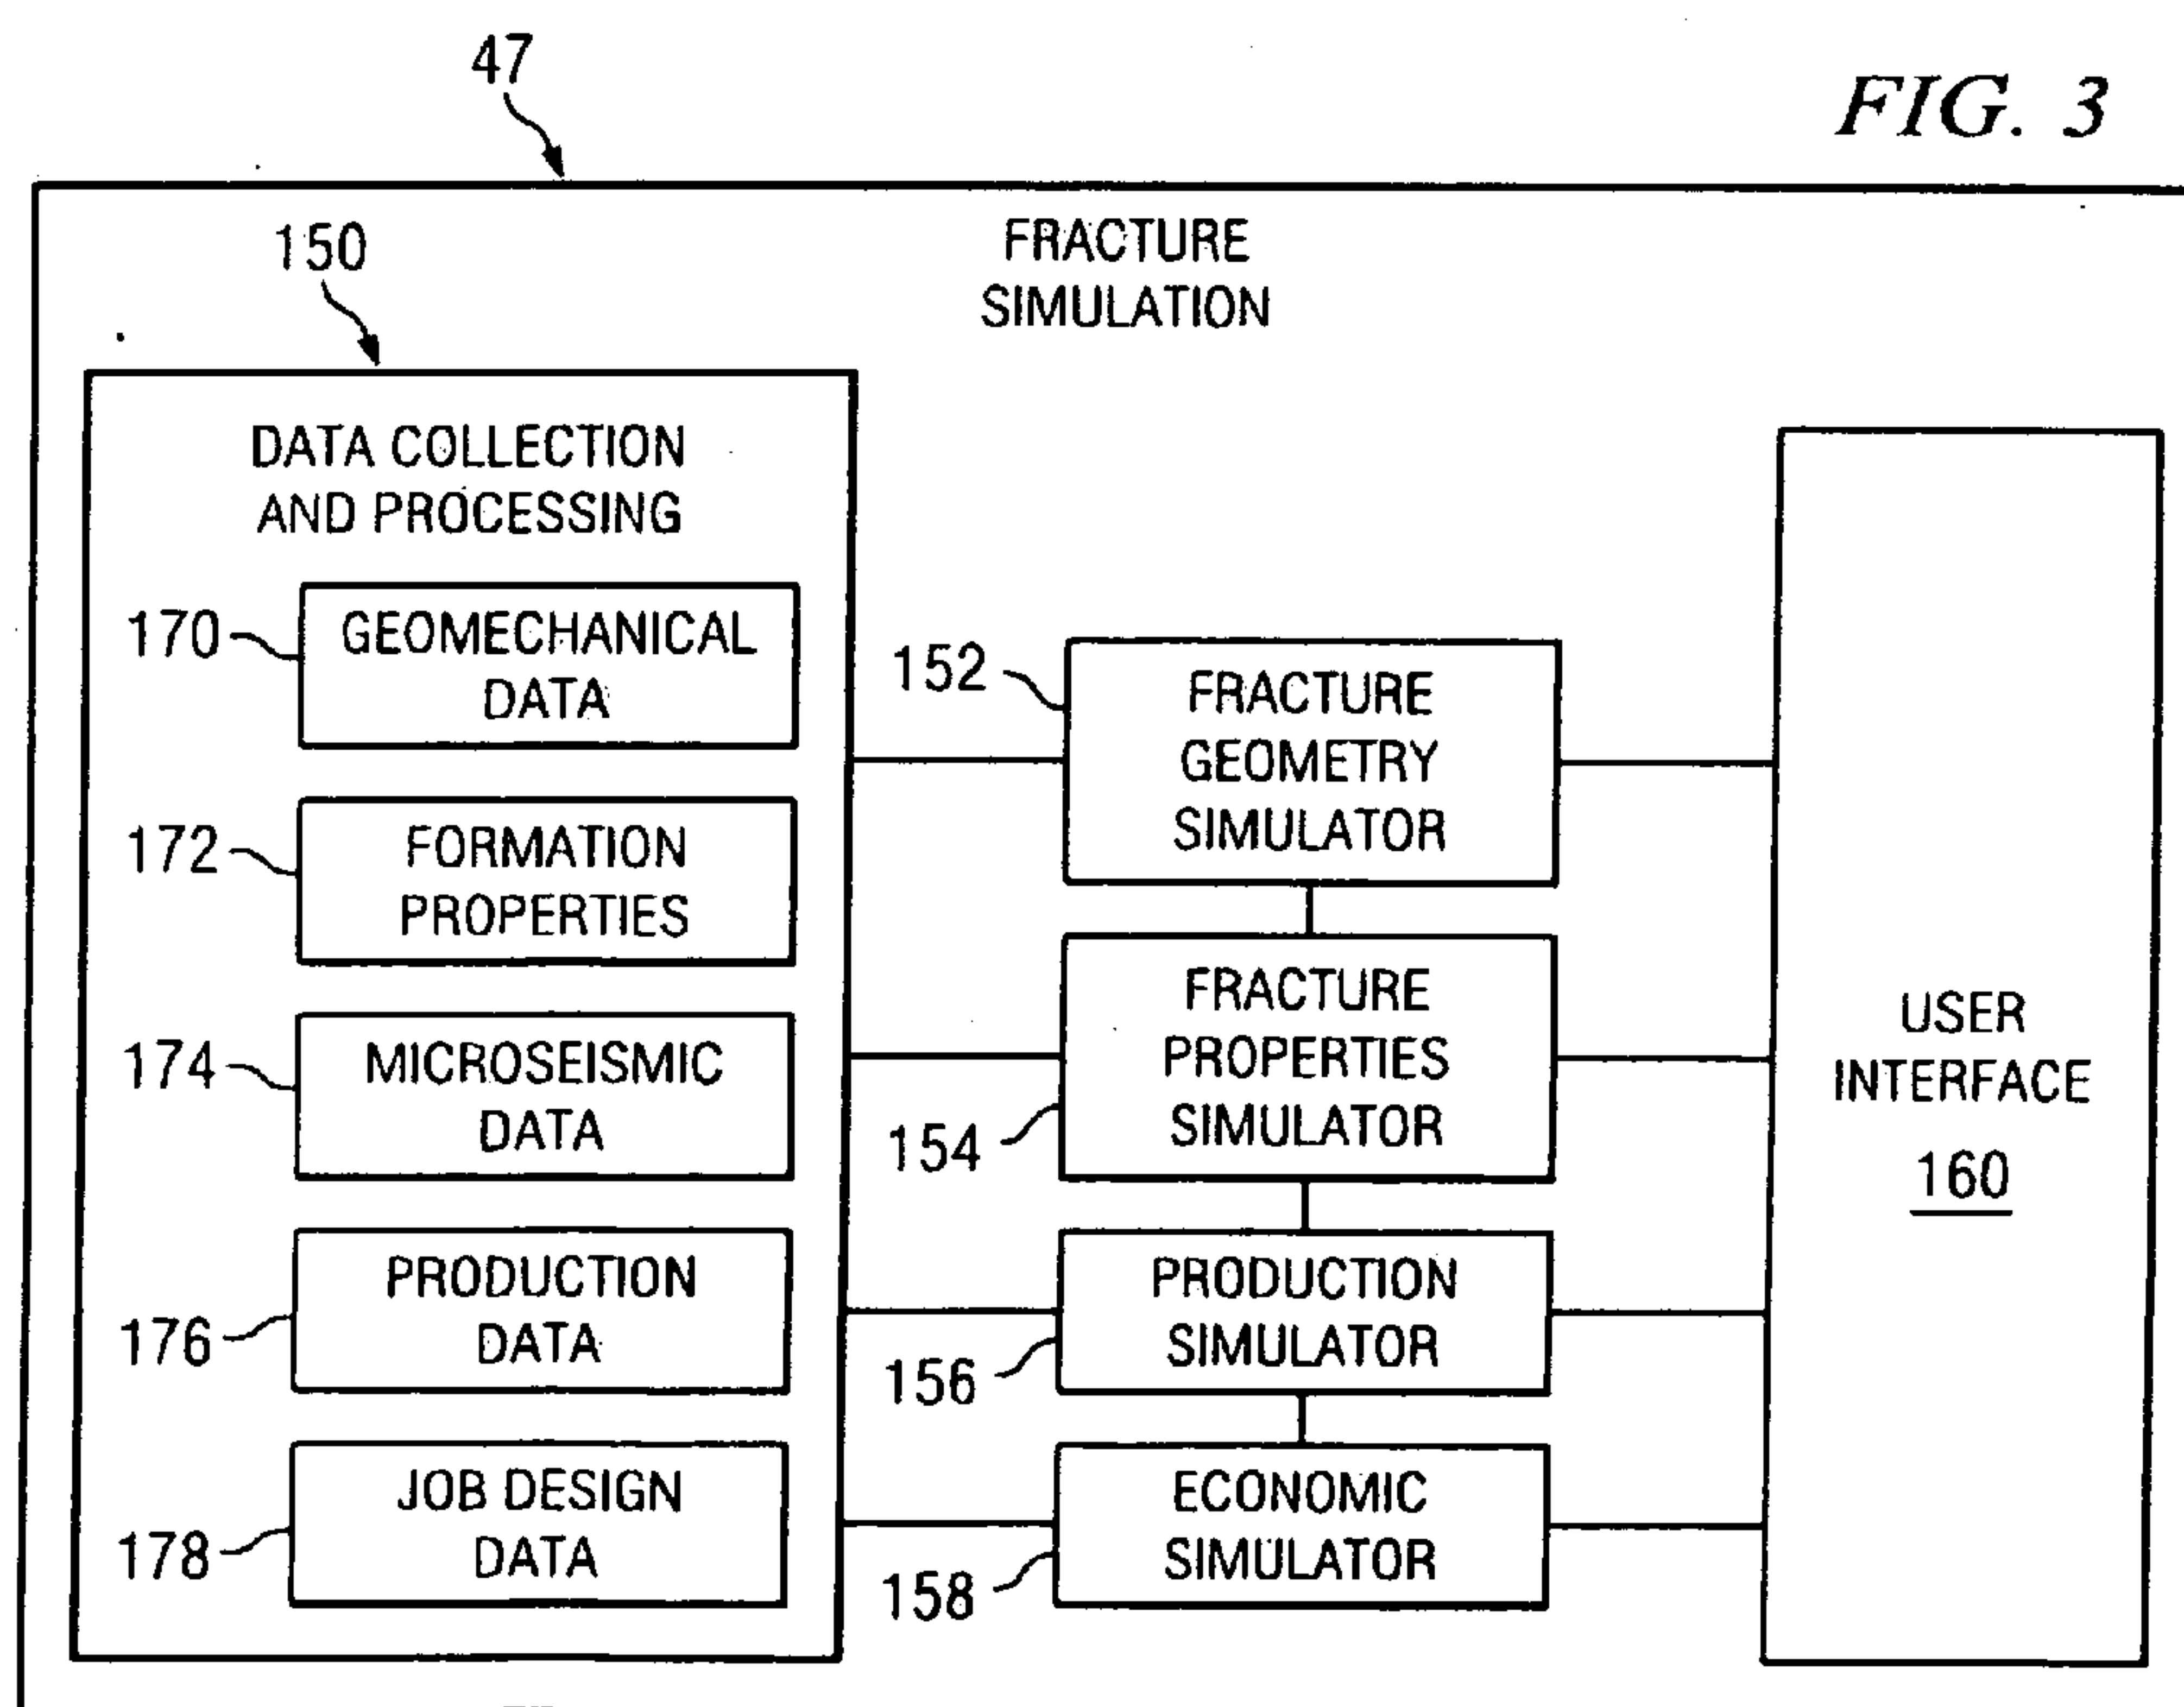 47
FIG. 3
FRACTURE
SIMULATION
150
DATA COLLECTION
AND PROCESSING
170
GEOMECHANICAL
DATA
172
FORMATION
PROPERTIES
174
MICROSEISMIC
DATA
176
PRODUCTION
DATA
178
JOB DESIGN
DATA
152
FRACTURE
GEOMETRY
SIMULATOR
154
FRACTURE
PROPERTIES
SIMULATOR
156
PRODUCTION
SIMULATOR
158
ECONOMIC
SIMULATOR
USER
INTERFACE
160